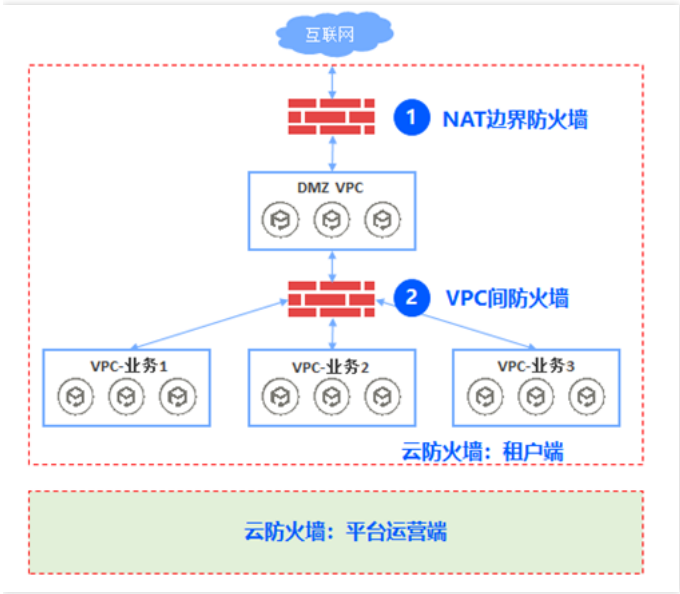 互联网
1 NAT边界防火墙
DMZ VPC
2 VPC间防火墙
VPC-业务1
VPC-业务2
VPC-业务3
云防火墙：租户端
云防火墙：平台运营端